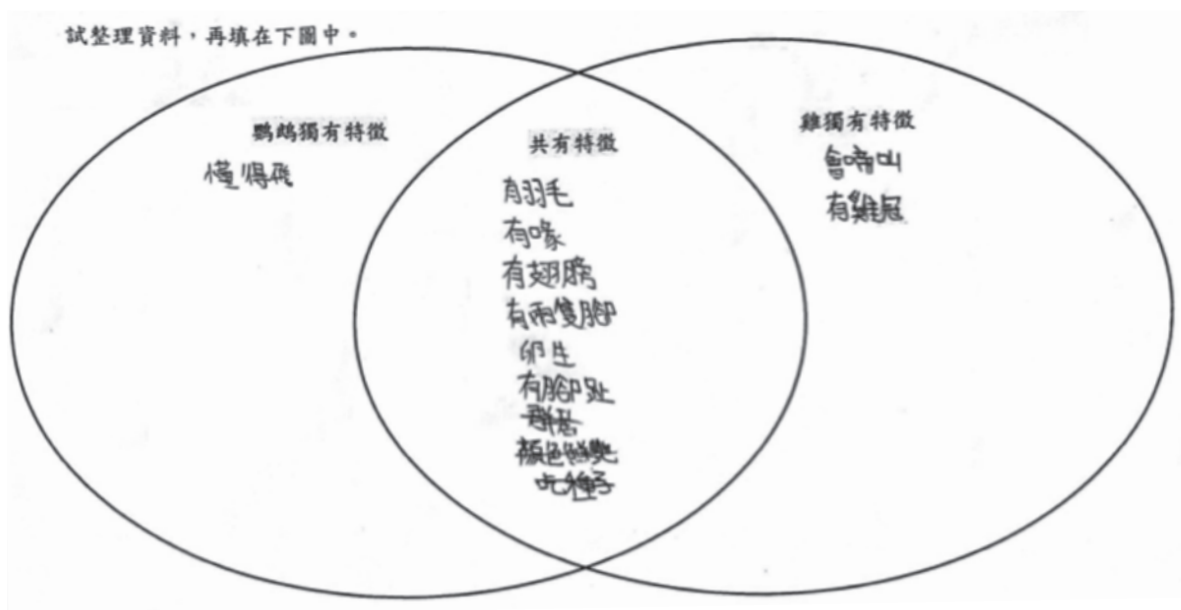 試整理資料，再填在下圖中。
鸚鵡獨有特徵
懂得飛
共有特徵
有羽毛
有喙
有翅膀
有兩隻腳
卵生
有腳趾
顏色鮮艷
吃種子
雞獨有特徵
會啼叫
有雞冠